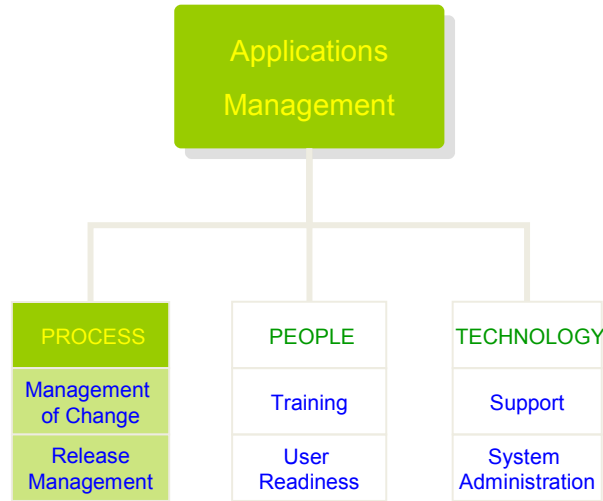 Applications
Management
PROCESS
Management
of Change
Release
Management
PEOPLE
Training
User
Readiness
TECHNOLOGY
Support
System
Administration